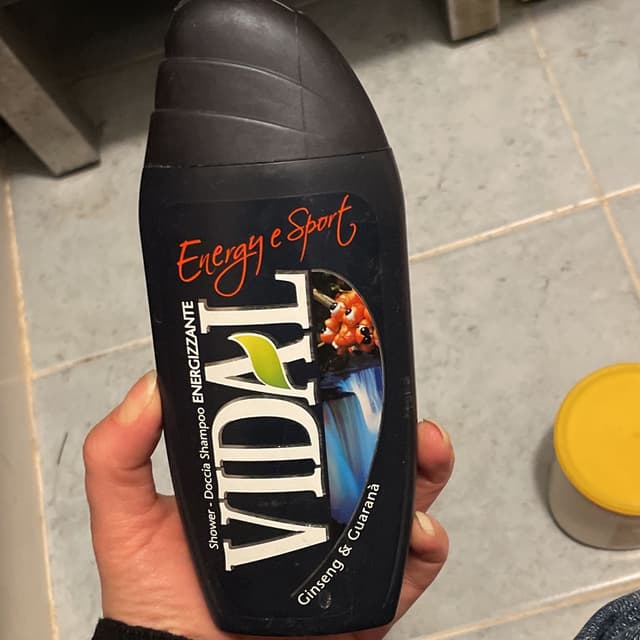 Energy e Sport
VIDAL
Shower - Doccia Shampoo ENERGIZZANTE
Ginseng & Guaranà